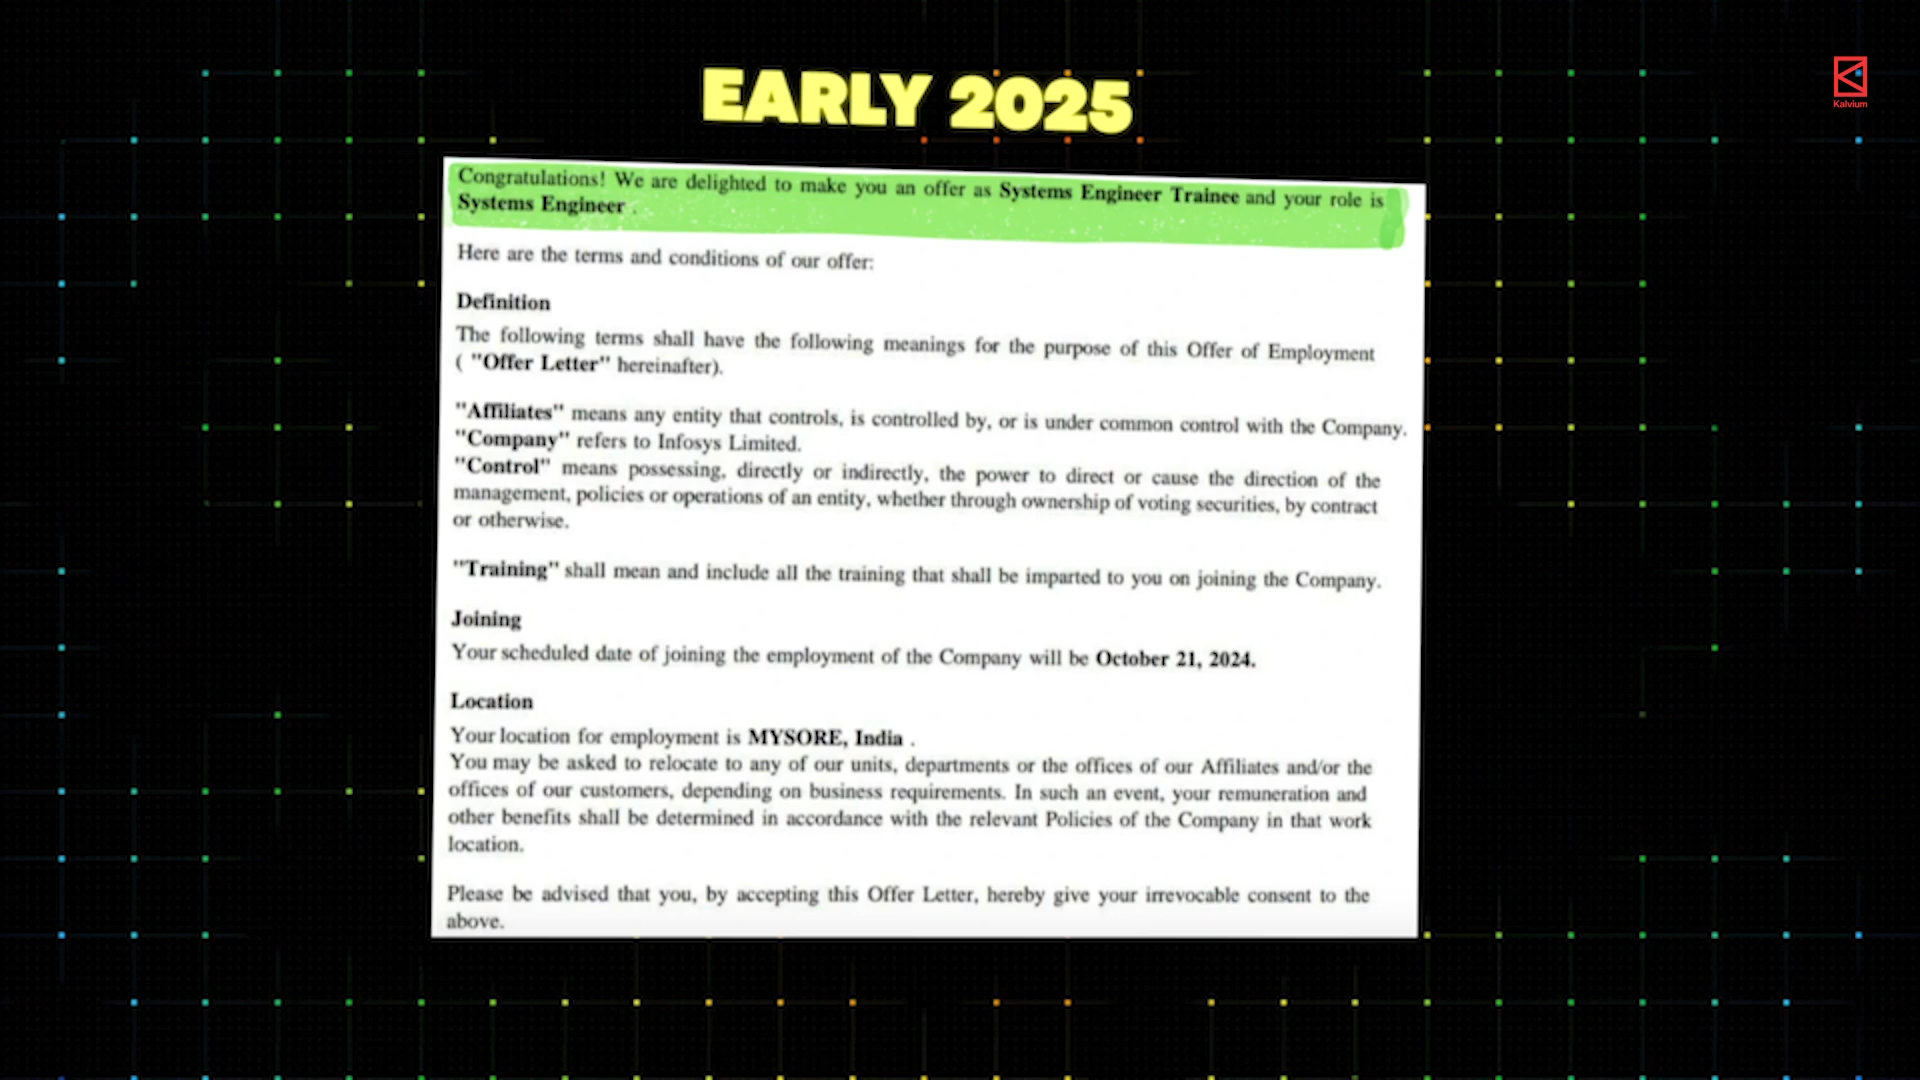 EARLY 2025
Kalvium
Congratulations! We are delighted to make you an offer as Systems Engineer Trainee and your role is
Systems Engineer .
Here are the terms and conditions of our offer:
Definition
The following terms shall have the following meanings for the purpose of this Offer of Employment
( "Offer Letter" hereinafter).
"Affiliates" means any entity that controls, is controlled by, or is under common control with the Company.
"Company" refers to Infosys Limited.
"Control" means possessing, directly or indirectly, the power to direct or cause the direction of the
management, policies or operations of an entity, whether through ownership of voting securities, by contract
or otherwise.
"Training" shall mean and include all the training that shall be imparted to you on joining the Company.
Joining
Your scheduled date of joining the employment of the Company will be October 21, 2024.
Location
Your location for employment is MYSORE, India .
You may be asked to relocate to any of our units, departments or the offices of our Affiliates and/or the
offices of our customers, depending on business requirements. In such an event, your remuneration and
other benefits shall be determined in accordance with the relevant Policies of the Company in that work
location.
Please be advised that you, by accepting this Offer Letter, hereby give your irrevocable consent to the
above.